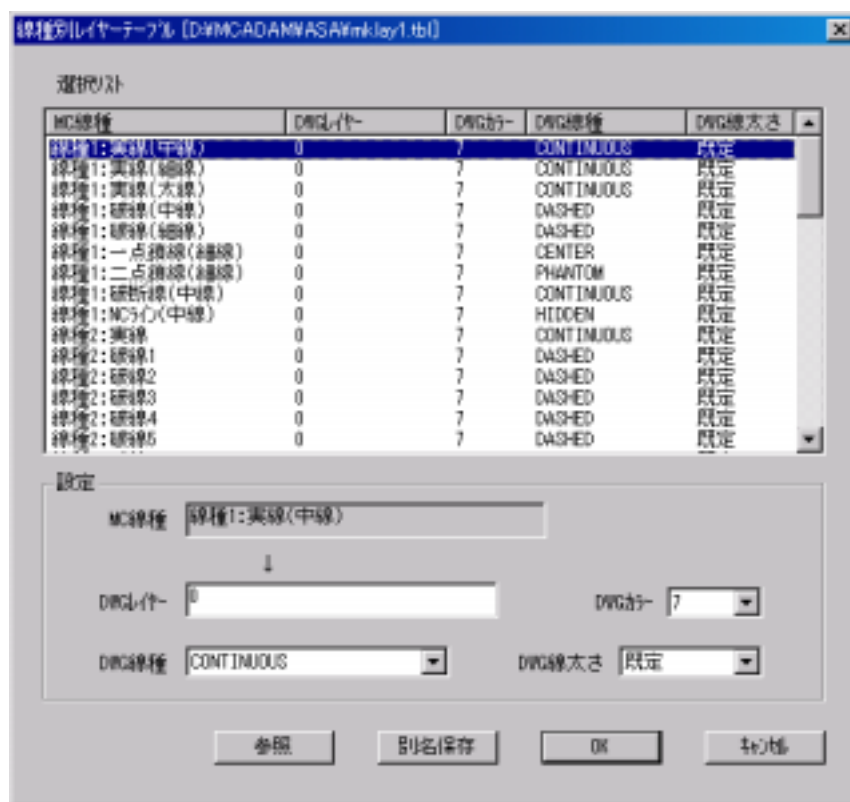 線種別ﾚｲﾔｰﾃｰﾌﾞﾙ [D:¥MCADAM¥ASA¥mklay1.tbl]
選択ﾘｽﾄ
MC線種 DWGﾚｲﾔｰ DWGｶﾗｰ DWG線種 DWG線太さ
線種1:実線(中線) 0 7 CONTINUOUS 既定
線種1:実線(細線) 0 7 CONTINUOUS 既定
線種1:実線(太線) 0 7 CONTINUOUS 既定
線種1:破線(中線) 0 7 DASHED 既定
線種1:破線(細線) 0 7 DASHED 既定
線種1:一点鎖線(細線) 0 7 CENTER 既定
線種1:二点鎖線(細線) 0 7 PHANTOM 既定
線種1:破断線(中線) 0 7 CONTINUOUS 既定
線種1:NCﾗｲﾝ(中線) 0 7 HIDDEN 既定
線種2:実線 0 7 CONTINUOUS 既定
線種2:破線1 0 7 DASHED 既定
線種2:破線2 0 7 DASHED 既定
線種2:破線3 0 7 DASHED 既定
線種2:破線4 0 7 DASHED 既定
線種2:破線5 0 7 DASHED 既定
設定
MC線種 線種1:実線(中線)
↓
DWGﾚｲﾔｰ 0 DWGｶﾗｰ 7
DWG線種 CONTINUOUS DWG線太さ 既定
参照 別名保存 OK ｷｬﾝｾﾙ